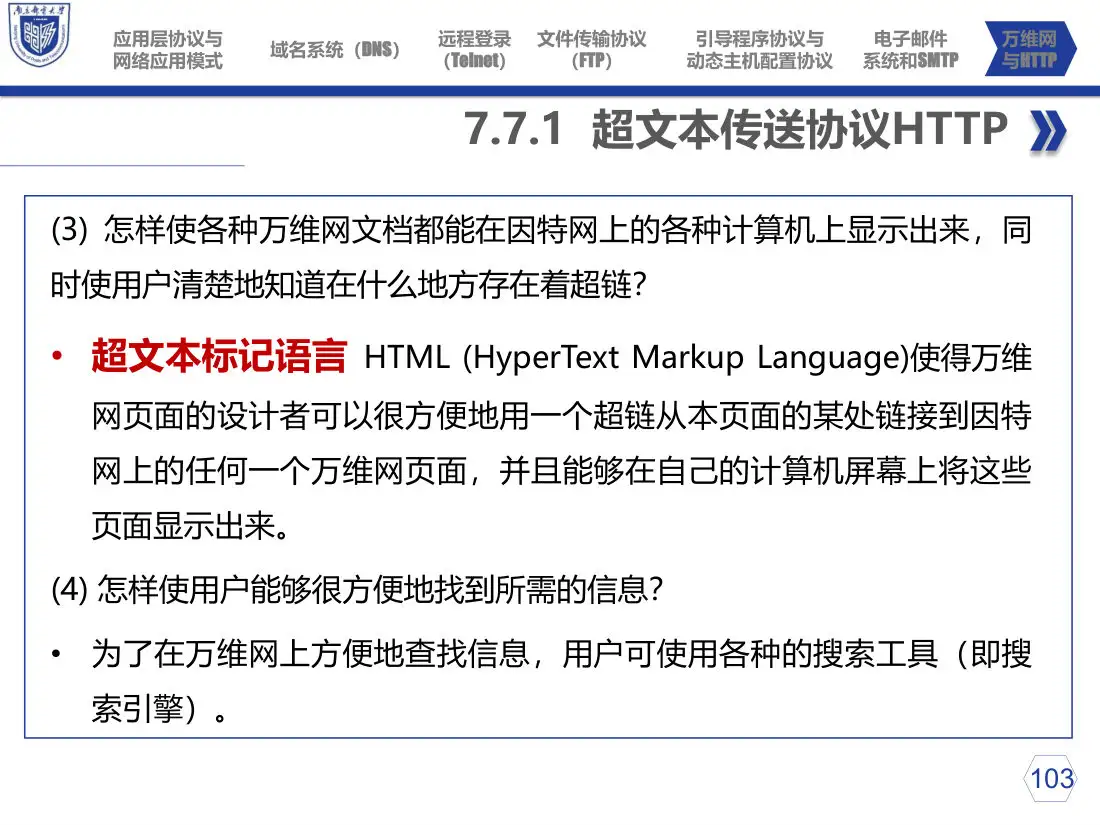 南京邮电大学
应用层协议与
网络应用模式
域名系统（DNS）
远程登录
（Telnet）
文件传输协议
（FTP）
引导程序协议与
动态主机配置协议
电子邮件
系统和SMTP
万维网
与HTTP
7.7.1 超文本传送协议HTTP
(3) 怎样使各种万维网文档都能在因特网上的各种计算机上显示出来，同
时使用户清楚地知道在什么地方存在着超链？
• 超文本标记语言 HTML (HyperText Markup Language)使得万维
网页面的设计者可以很方便地用一个超链从本页面的某处链接到因特
网上的任何一个万维网页面，并且能够在自己的计算机屏幕上将这些
页面显示出来。
(4) 怎样使用户能够很方便地找到所需的信息？
• 为了在万维网上方便地查找信息，用户可使用各种的搜索工具（即搜
索引擎）。
103